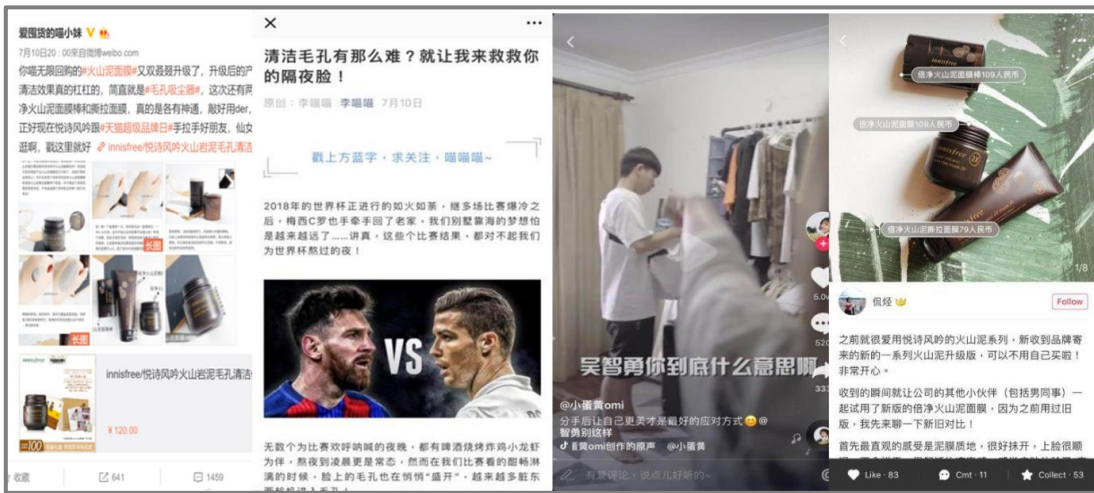 爱囤货的喵小妹
7月10日20：00来自微博weibo.com
你喵无限回购的#火山泥面膜#又双叒叕升级了，升级后的产
清洁效果真的杠杠的，简直就是#毛孔吸尘器#，这次还有两
净火山泥面膜棒和撕拉面膜，真的是各有神通，敲好用der，
正好现在悦诗风吟跟#天猫超级品牌日#手拉手好朋友，仙女
逛啊，戳这里就好 innisfree/悦诗风吟火山岩泥毛孔清洁
长图
长图
innisfree/悦诗风吟火山岩泥毛孔清洁
¥120.00
100
收藏
641
1459
清洁毛孔有那么难？就让我来救救你
的隔夜脸！
原创：李喵喵 李喵喵 7月10日
戳上方蓝字，求关注，喵喵喵~
2018年的世界杯正进行的如火如荼，继多场比赛爆冷之
后，梅西C罗也手牵手回了老家，我们别墅靠海的梦想怕
是越来越远了……讲真，这些个比赛结果，都对不起我们
为世界杯熬过的夜！
VS
无数个为比赛欢呼呐喊的夜晚，都有啤酒烧烤炸鸡小龙虾
为伴，熬夜到凌晨更是常态，然而在我们比赛看的酣畅淋
满的时候，脸上的毛孔也在悄悄“盛开”，越来越多脏东
吴智勇你到底什么意思啊
5.0
520
333
@小蛋黄omi
分手后让自己更美才是最好的应对方式@
智勇别这样
黄omi创作的原声 @小蛋黄
有爱评论，说点儿好听的~
倍净火山泥面膜棒109人民币
倍净火山泥面膜109人民币
倍净火山泥撕拉面膜79人民币
innisfree
innisfree
1/8
侃烃
Follow
之前就很爱用悦诗风吟的火山泥系列，新收到品牌寄
来的新的一系列火山泥升级版，可以不用自己买啦！
非常开心。
收到的瞬间就让公司的其他小伙伴（包括男同事）一
起试用了新版的倍净火山泥面膜，因为之前用过旧
版，我先来聊一下新旧对比！
首先最直观的感受是泥膜质地，很好抹开，上脸很顺
Like · 83
Cmt · 11
Collect · 53